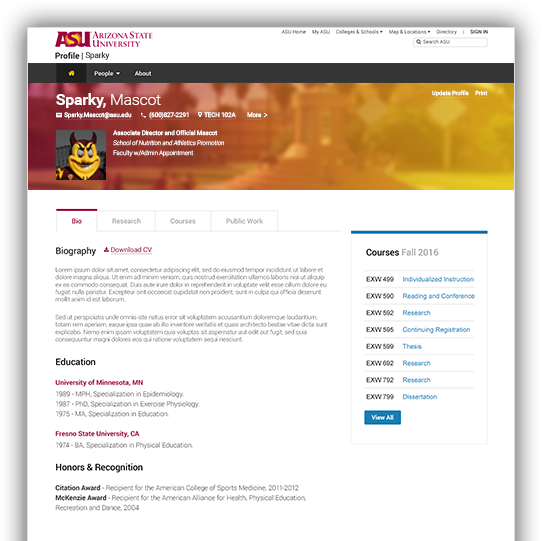 ASU Home My ASU Colleges & Schools Map & Locations Directory | SIGN IN
ASU ARIZONA STATE UNIVERSITY
Search ASU
Profile | Sparky
People About
Sparky, Mascot
Update Profile Print
Sparky.Mascot@asu.edu (600)827-2291 TECH 102A More >
Associate Director and Official Mascot
School of Nutrition and Athletics Promotion
Faculty w/Admin Appointment
Bio Research Courses Public Work
Biography Download CV
Lorem ipsum dolor sit amet, consectetur adipiscing elit, sed do eiusmod tempor incididunt ut labore et
dolore magna aliqua. Ut enim ad minim veniam, quis nostrud exercitation ullamco laboris nisi ut aliquip
ex ea commodo consequat. Duis aute irure dolor in reprehenderit in voluptate velit esse cillum dolore eu
fugiat nulla pariatur. Excepteur sint occaecat cupidatat non proident, sunt in culpa qui officia deserunt
mollit anim id est laborum.
Sed ut perspiciatis unde omnis iste natus error sit voluptatem accusantium doloremque laudantium,
totam rem aperiam, eaque ipsa quae ab illo inventore veritatis et quasi architecto beatae vitae dicta sunt
explicabo. Nemo enim ipsam voluptatem quia voluptas sit aspernatur aut odit aut fugit, sed quia
consequuntur magni dolores eos qui ratione voluptatem sequi nesciunt.
Education
University of Minnesota, MN
1989 - MPH, Specialization in Epidemiology.
1987 - PhD, Specialization in Exercise Physiology.
1975 - MA, Specialization in Education.
Fresno State University, CA
1974 - BA, Specialization in Physical Education.
Honors & Recognition
Citation Award - Recipient for the American College of Sports Medicine, 2011-2012
McKenzie Award - Recipient for the American Alliance for Health, Physical Education,
Recreation and Dance, 2004
Courses Fall 2016
EXW 499 Individualized Instruction
EXW 590 Reading and Conference
EXW 592 Research
EXW 595 Continuing Registration
EXW 599 Thesis
EXW 692 Research
EXW 792 Research
EXW 799 Dissertation
View All